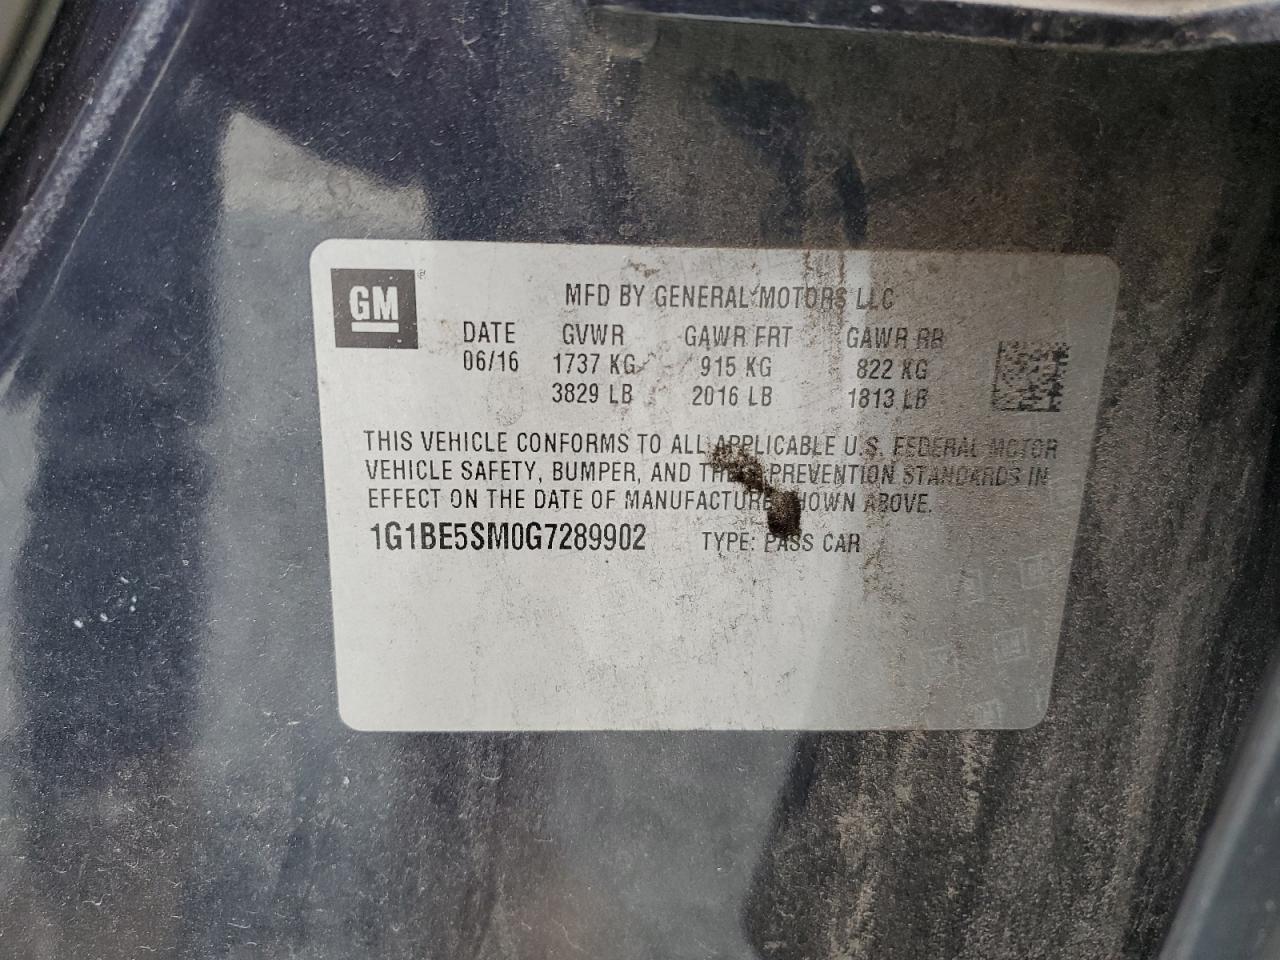 GM ®
MFD BY GENERAL MOTORS LLC
DATE GVWR GAWR FRT GAWR RR
06/16 1737 KG 915 KG 822 KG
3829 LB 2016 LB 1813 LB
THIS VEHICLE CONFORMS TO ALL APPLICABLE U.S. FEDERAL MOTOR
VEHICLE SAFETY, BUMPER, AND THEFT PREVENTION STANDARDS IN
EFFECT ON THE DATE OF MANUFACTURE SHOWN ABOVE.
1G1BE5SM0G7289902 TYPE: PASS CAR